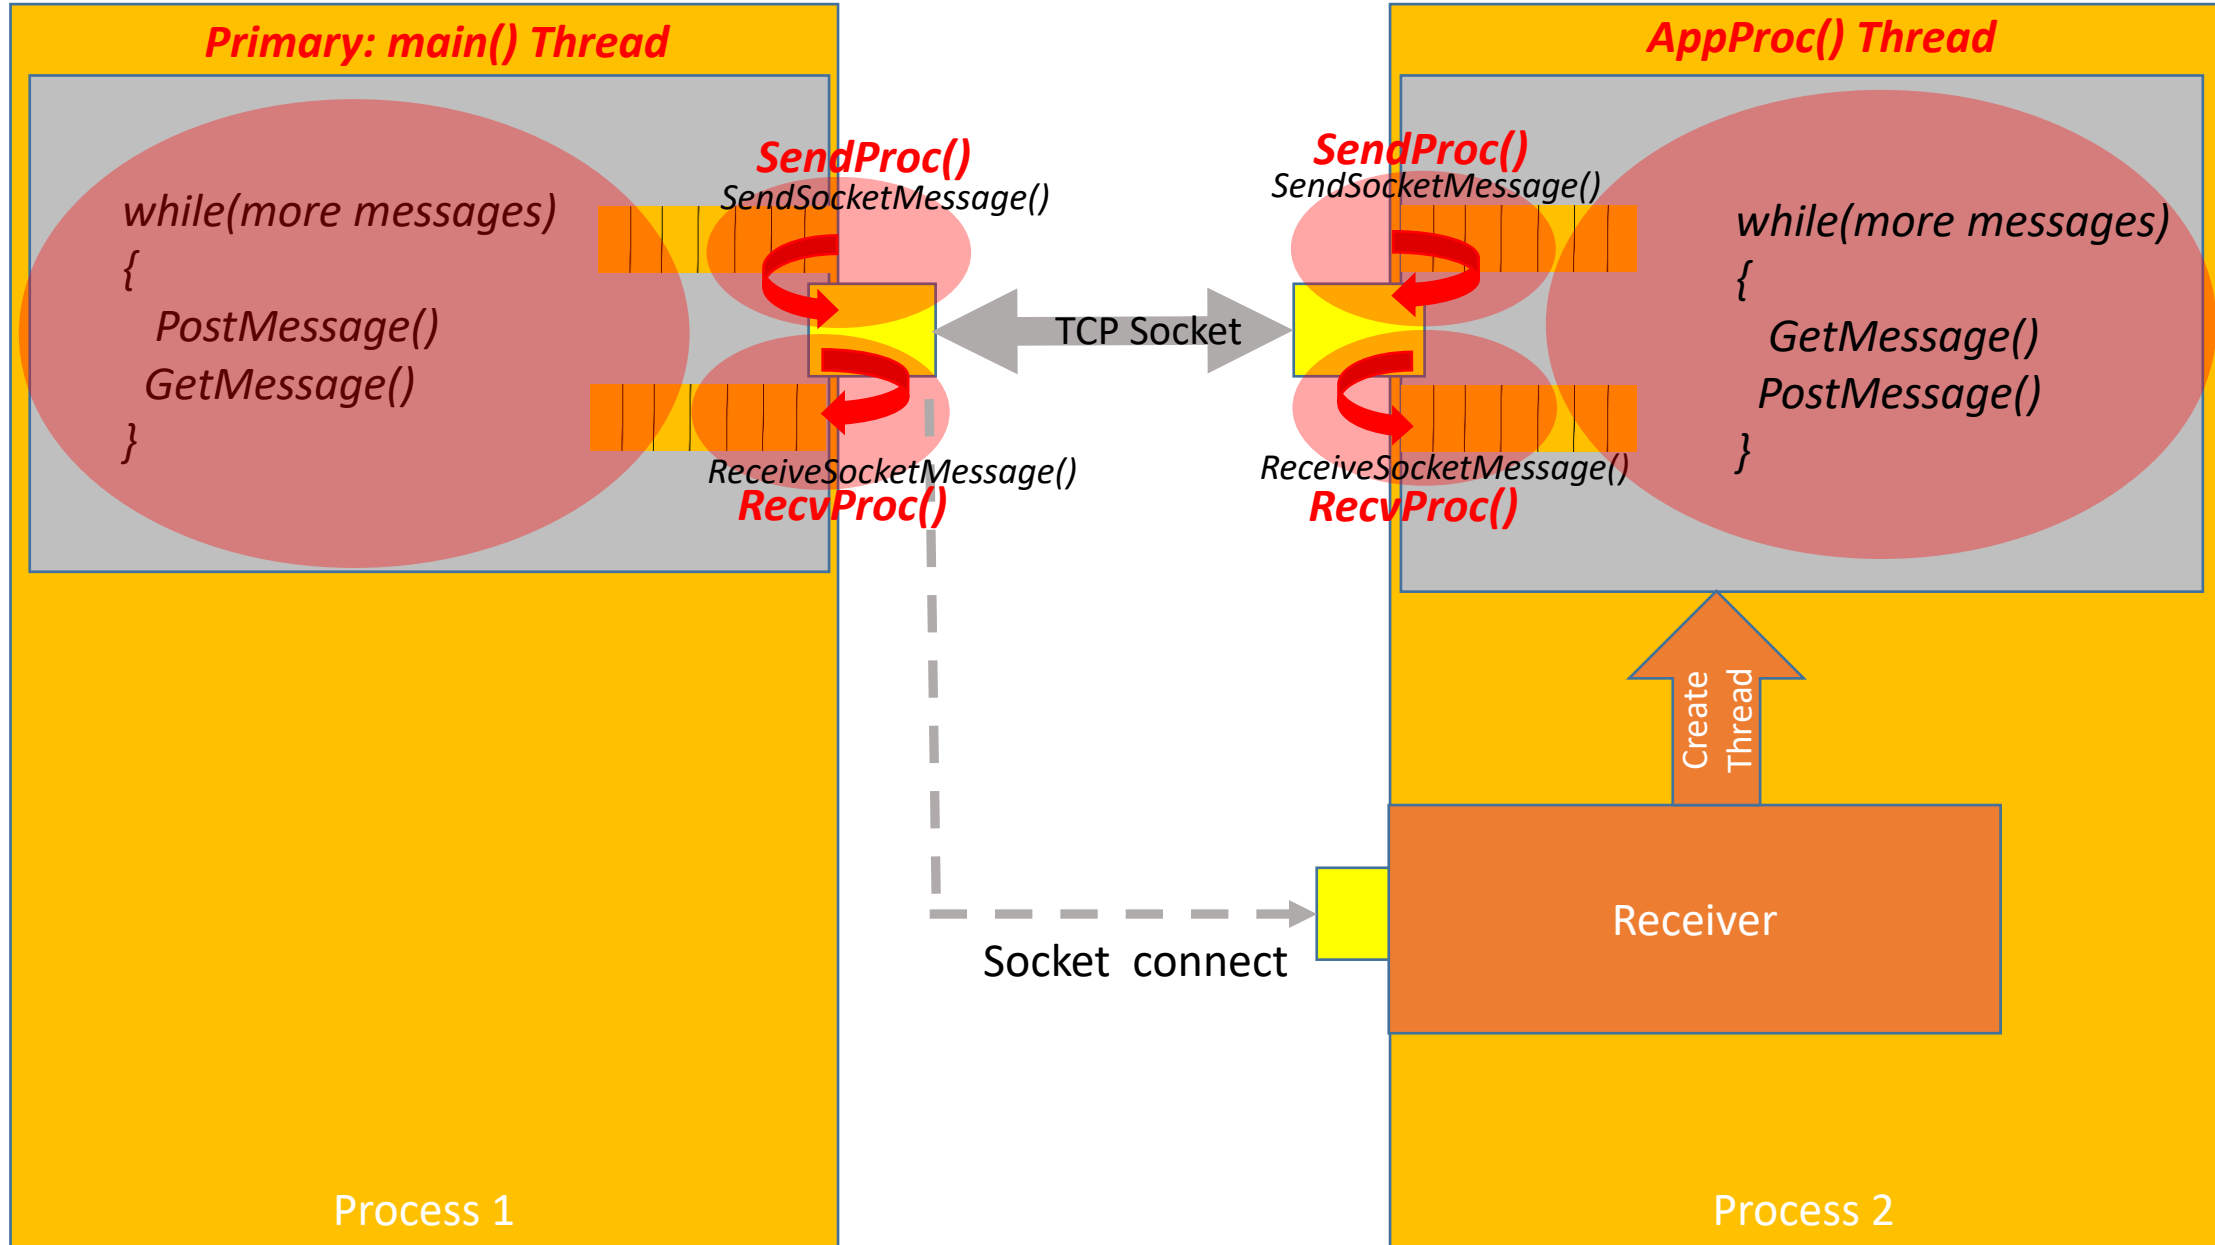 Primary: main() Thread
while(more messages)
{
PostMessage()
GetMessage()
}
SendProc()
SendSocketMessage()
ReceiveSocketMessage()
RecvProc()
TCP Socket
AppProc() Thread
SendProc()
SendSocketMessage()
while(more messages)
{
GetMessage()
PostMessage()
}
ReceiveSocketMessage()
RecvProc()
Create
Thread
Receiver
Socket  connect
Process 1
Process 2